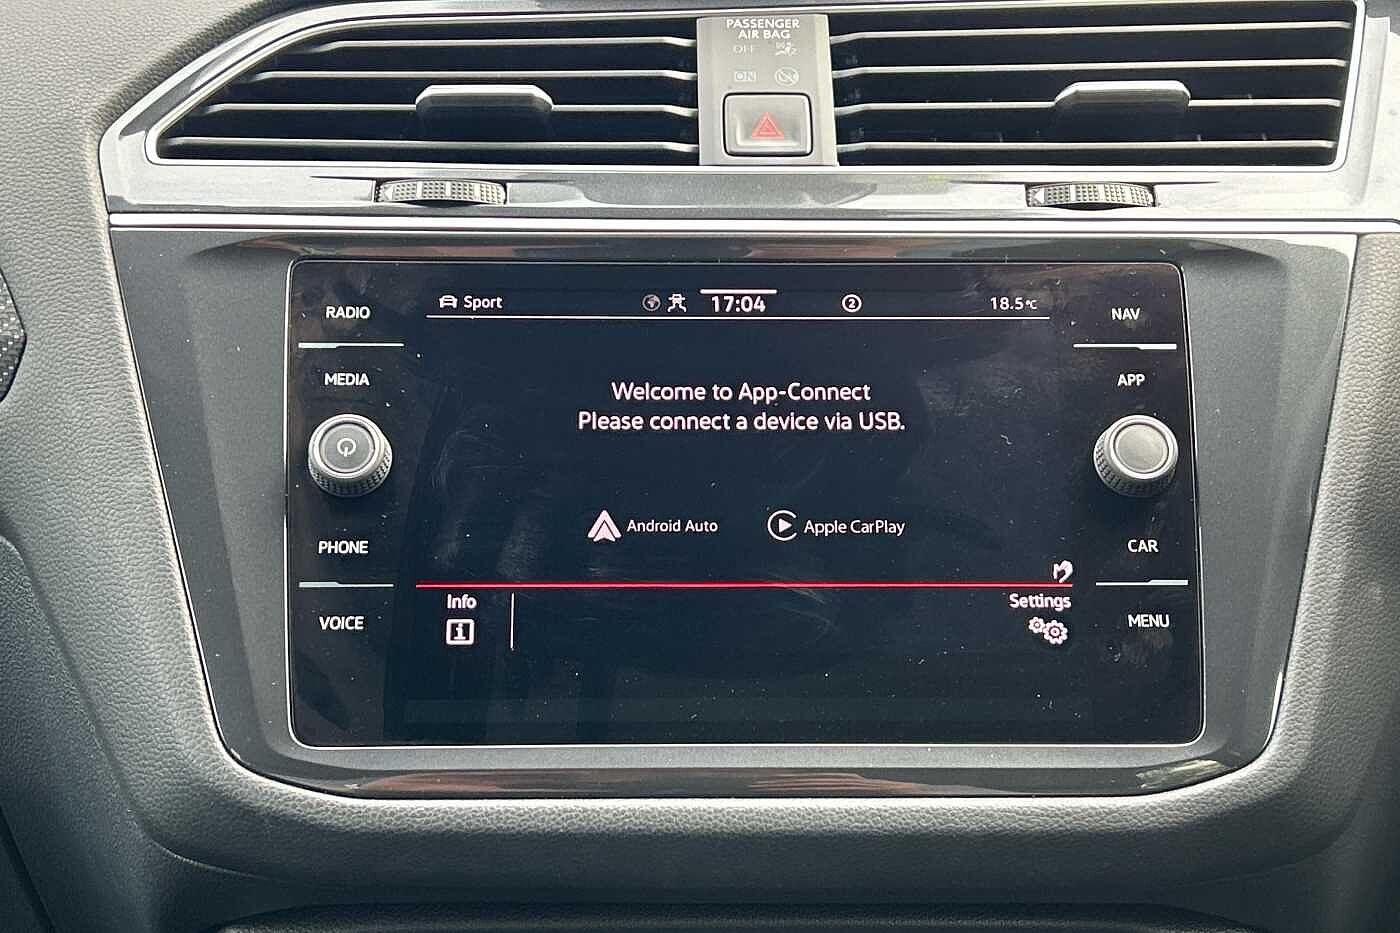 PASSENGER
AIR BAG
OFF
ON
RADIO
MEDIA
PHONE
VOICE
Sport
17:04
2
18.5°C
Welcome to App-Connect
Please connect a device via USB.
Android Auto
Apple CarPlay
Info
Settings
NAV
APP
CAR
MENU